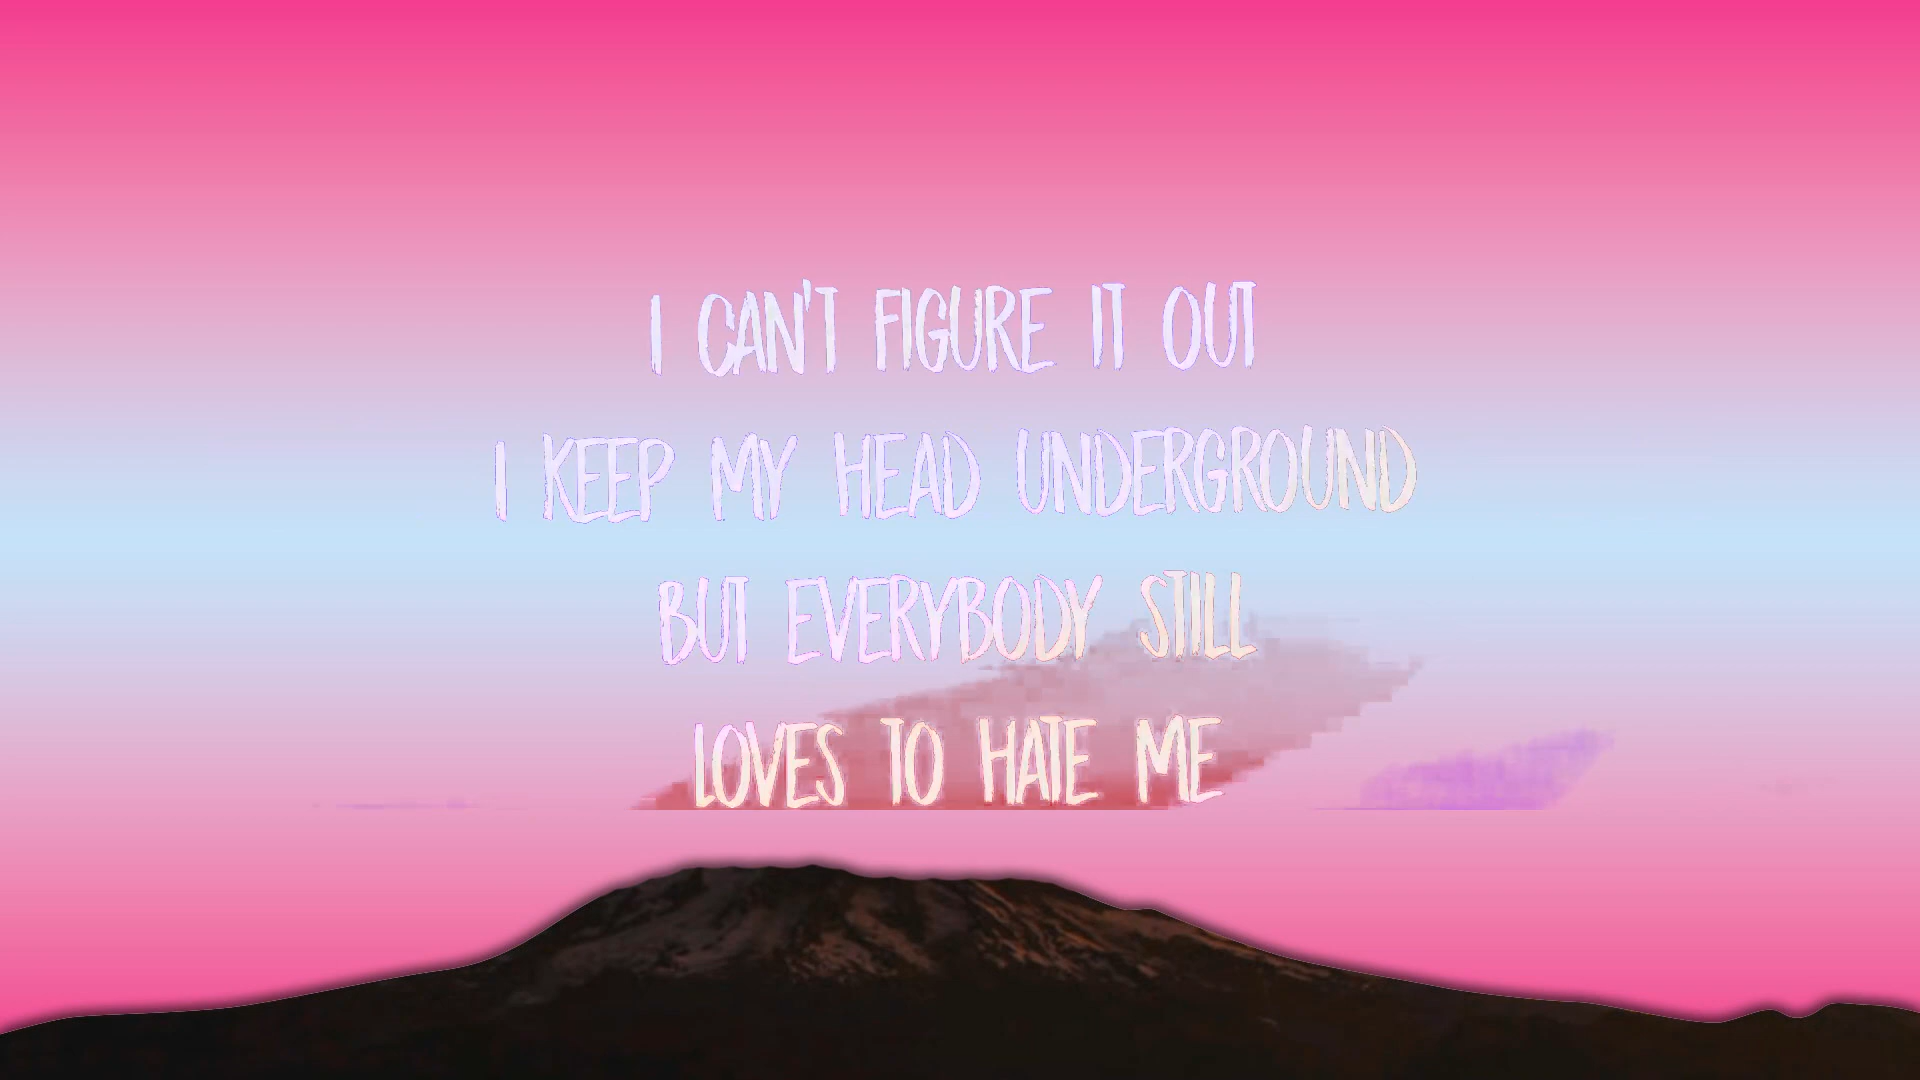 I CAN'T FIGURE IT OUT
I KEEP MY HEAD UNDERGROUND
BUT EVERYBODY STILL
LOVES TO HATE ME